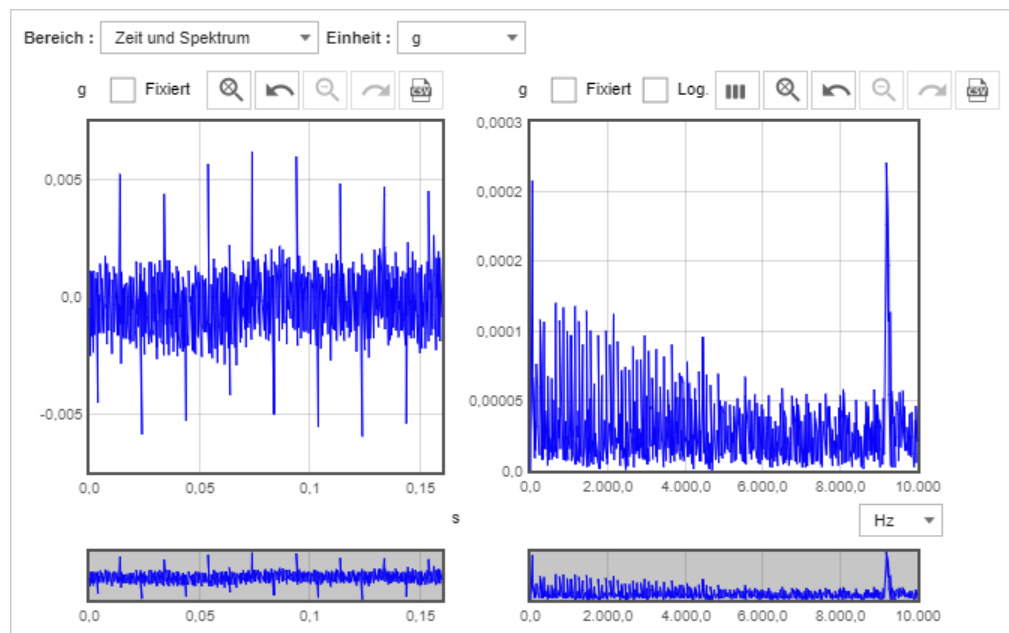 Bereich : Zeit und Spektrum Einheit : g
g Fixiert CSV g Fixiert Log. CSV
0,0003
0,005 0,0002
0,0002
0,0
0,0001
-0,005 0,00005
0,0
0,0 0,05 0,1 0,15 0,0 2.000,0 4.000,0 6.000,0 8.000,0 10.000
s Hz
0,0 0,05 0,1 0,15 0,0 2.000,0 4.000,0 6.000,0 8.000,0 10.000